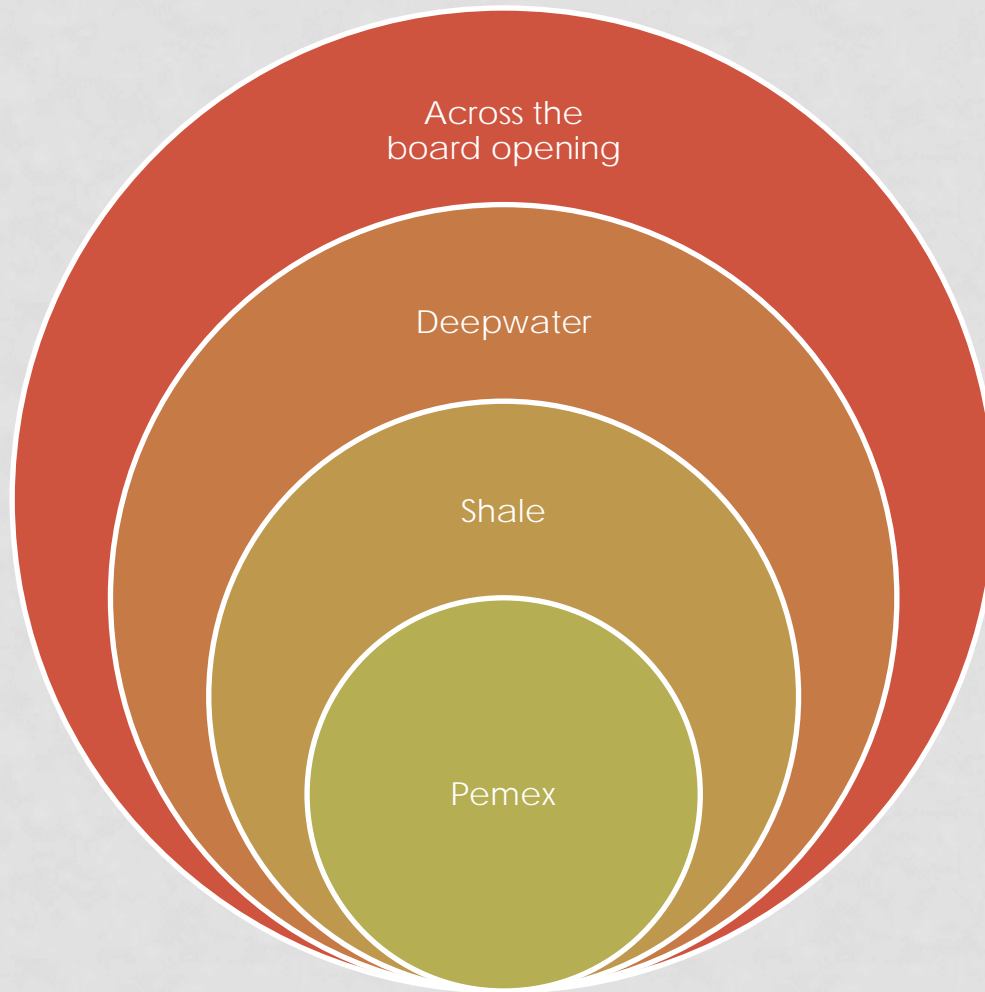 Across the
board opening
Deepwater
Shale
Pemex